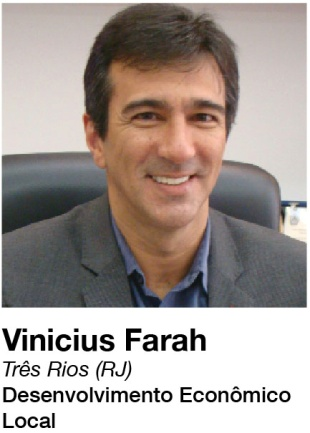 Vinicius Farah
Três Rios (RJ)
Desenvolvimento Econômico
Local